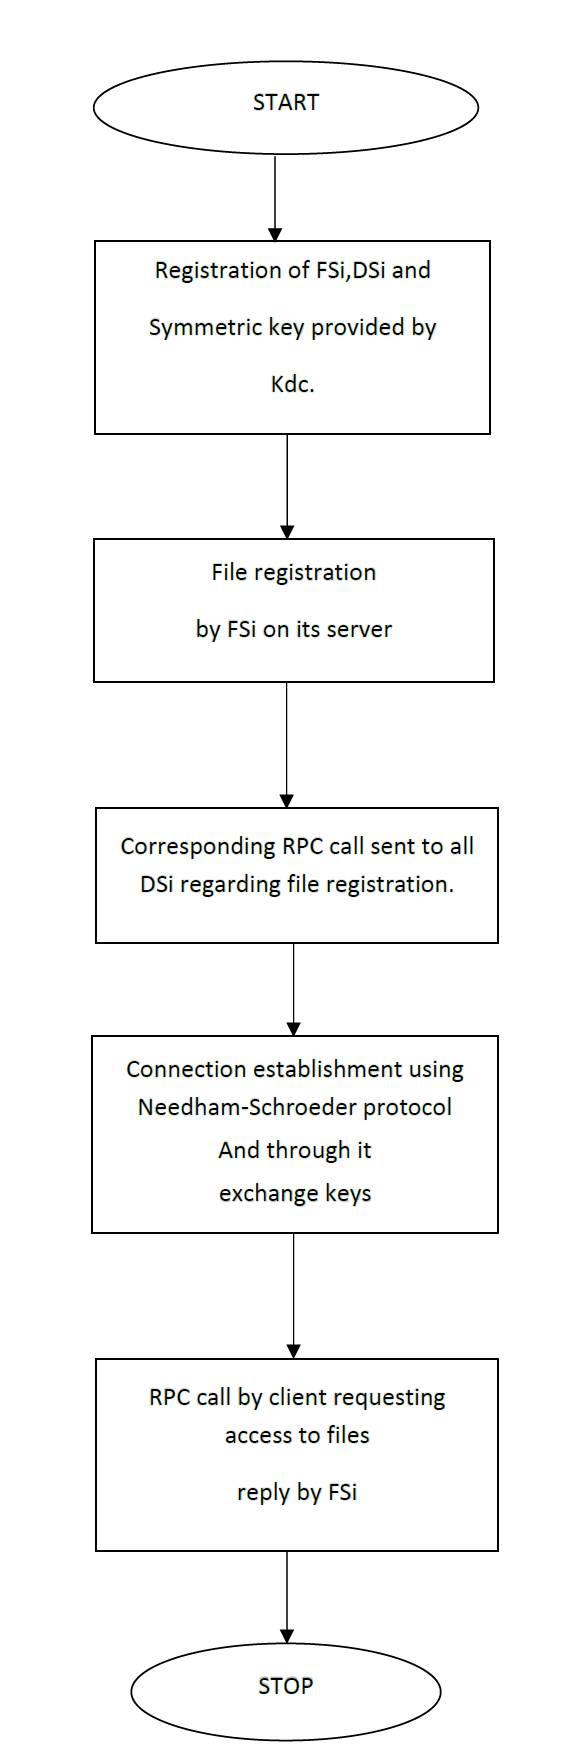 START
Registration of FSi,DSi and
Symmetric key provided by
Kdc.
File registration
by FSi on its server
Corresponding RPC call sent to all
DSi regarding file registration.
Connection establishment using
Needham-Schroeder protocol
And through it
exchange keys
RPC call by client requesting
access to files
reply by FSi
STOP